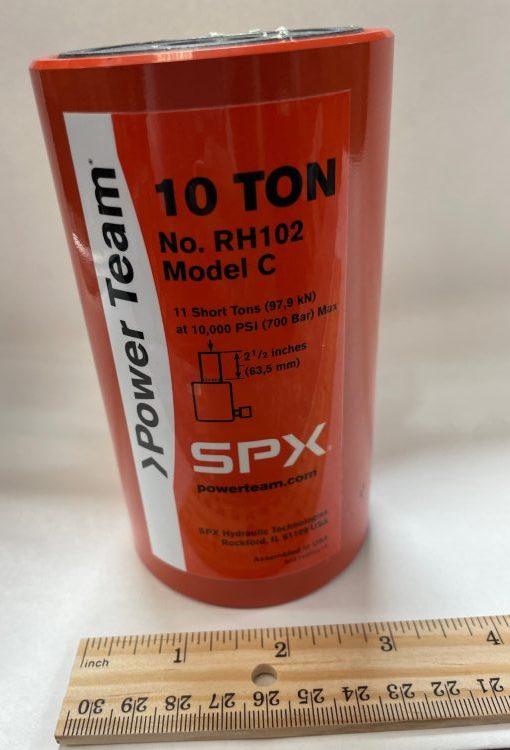 >Power Team
10 TON
No. RH102
Model C
11 Short Tons (97,9 kN)
at 10,000 PSI (700 Bar) Max
2 1/2 inches
(63,5 mm)
SPX
powerteam.com
SPX Hydraulic Technologies
Rockford, IL 61109 USA
Assembled in USA
inch 1 2 3 4
30 29 28 27 26 25 24 23 22 21